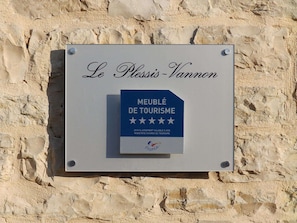 Le Plessis-Vannon
MEUBLÉ
DE TOURISME
★★★★★